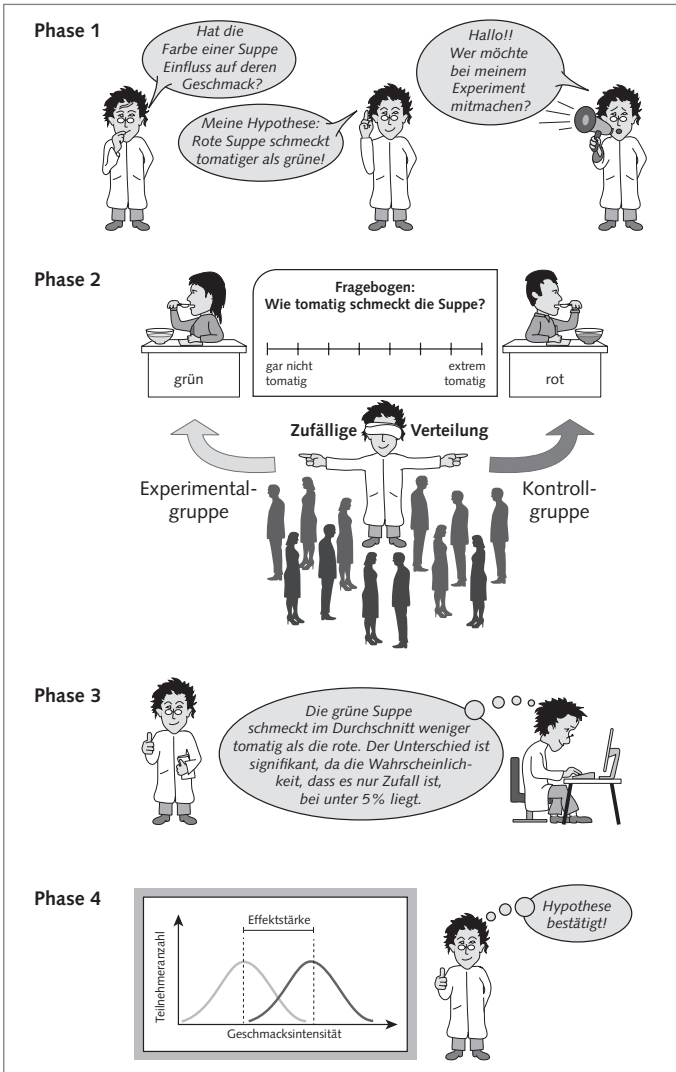 Phase 1
Hat die
Farbe einer Suppe
Einfluss auf deren
Geschmack?
Meine Hypothese:
Rote Suppe schmeckt
tomatiger als grüne!
Hallo!!
Wer möchte
bei meinem
Experiment
mitmachen?
Phase 2
Fragebogen:
Wie tomatig schmeckt die Suppe?
gar nicht
tomatig
extrem
tomatig
grün
rot
Zufällige Verteilung
Experimental-
gruppe
Kontroll-
gruppe
Phase 3
Die grüne Suppe
schmeckt im Durchschnitt weniger
tomatig als die rote. Der Unterschied ist
signifikant, da die Wahrscheinlich-
keit, dass es nur Zufall ist,
bei unter 5% liegt.
Phase 4
Effektstärke
Teilnehmeranzahl
Geschmacksintensität
Hypothese
bestätigt!